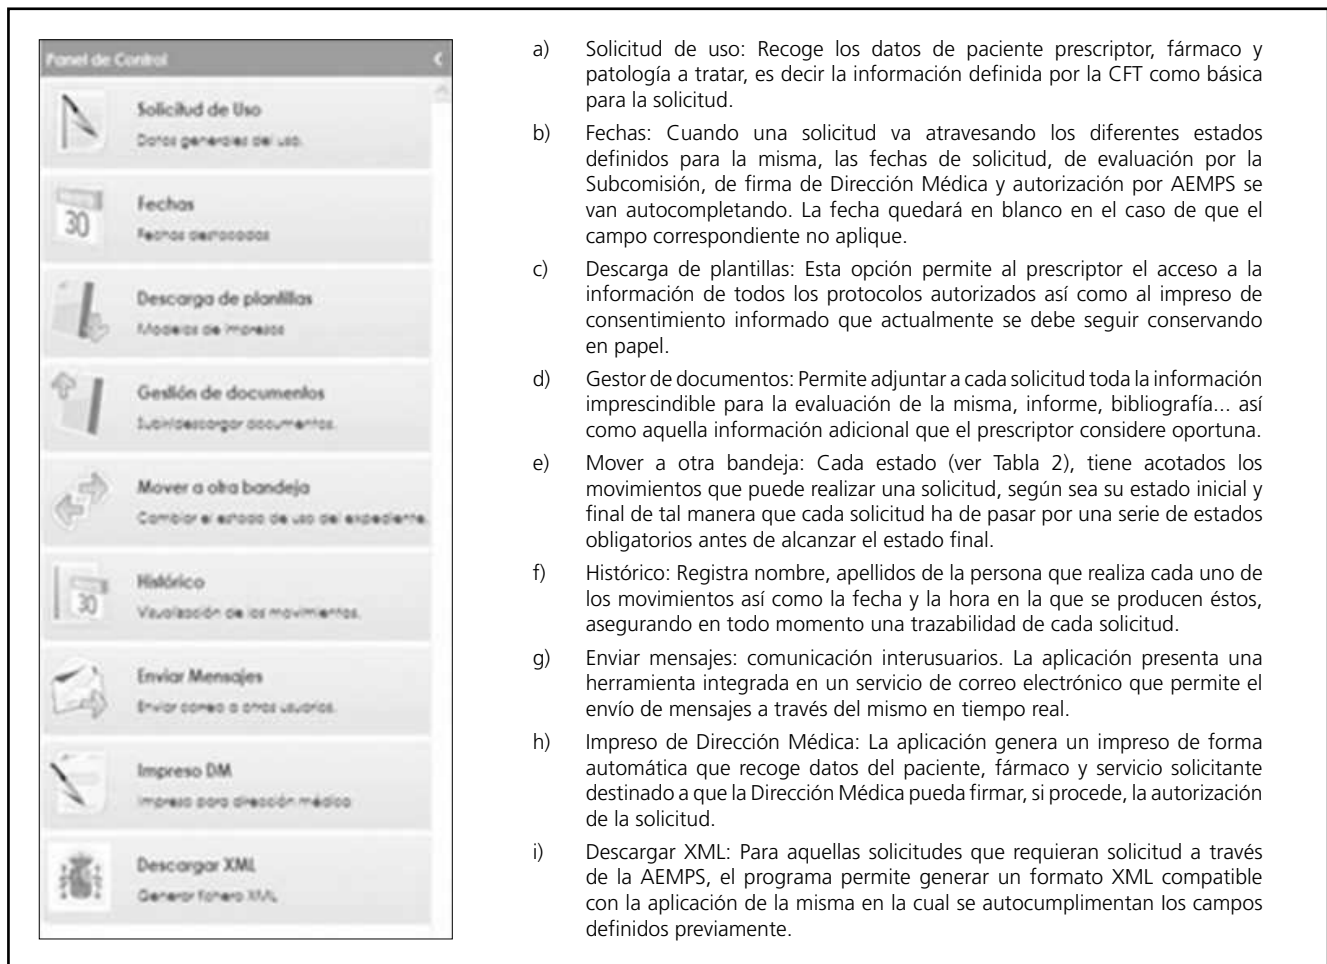 Panel de Control
Solicitud de Uso
Datos generales del uso.
Fechas
Fechas destacadas
Descarga de plantillas
Modelos de impresos
Gestión de documentos
Subir/descargar documentos.
Mover a otra bandeja
Cambiar el estado de uso del expediente.
Histórico
Visualización de los movimientos.
Enviar Mensajes
Enviar correo a otros usuarios.
Impreso DM
Impreso para dirección médica
Descargar XML
Generar fichero XML
a) Solicitud de uso: Recoge los datos de paciente prescriptor, fármaco y
patología a tratar, es decir la información definida por la CFT como básica
para la solicitud.
b) Fechas: Cuando una solicitud va atravesando los diferentes estados
definidos para la misma, las fechas de solicitud, de evaluación por la
Subcomisión, de firma de Dirección Médica y autorización por AEMPS se
van autocompletando. La fecha quedará en blanco en el caso de que el
campo correspondiente no aplique.
c) Descarga de plantillas: Esta opción permite al prescriptor el acceso a la
información de todos los protocolos autorizados así como al impreso de
consentimiento informado que actualmente se debe seguir conservando
en papel.
d) Gestor de documentos: Permite adjuntar a cada solicitud toda la información
imprescindible para la evaluación de la misma, informe, bibliografía... así
como aquella información adicional que el prescriptor considere oportuna.
e) Mover a otra bandeja: Cada estado (ver Tabla 2), tiene acotados los
movimientos que puede realizar una solicitud, según sea su estado inicial y
final de tal manera que cada solicitud ha de pasar por una serie de estados
obligatorios antes de alcanzar el estado final.
f) Histórico: Registra nombre, apellidos de la persona que realiza cada uno de
los movimientos así como la fecha y la hora en la que se producen éstos,
asegurando en todo momento una trazabilidad de cada solicitud.
g) Enviar mensajes: comunicación interusuarios. La aplicación presenta una
herramienta integrada en un servicio de correo electrónico que permite el
envío de mensajes a través del mismo en tiempo real.
h) Impreso de Dirección Médica: La aplicación genera un impreso de forma
automática que recoge datos del paciente, fármaco y servicio solicitante
destinado a que la Dirección Médica pueda firmar, si procede, la autorización
de la solicitud.
i) Descargar XML: Para aquellas solicitudes que requieran solicitud a través
de la AEMPS, el programa permite generar un formato XML compatible
con la aplicación de la misma en la cual se autocumplimentan los campos
definidos previamente.